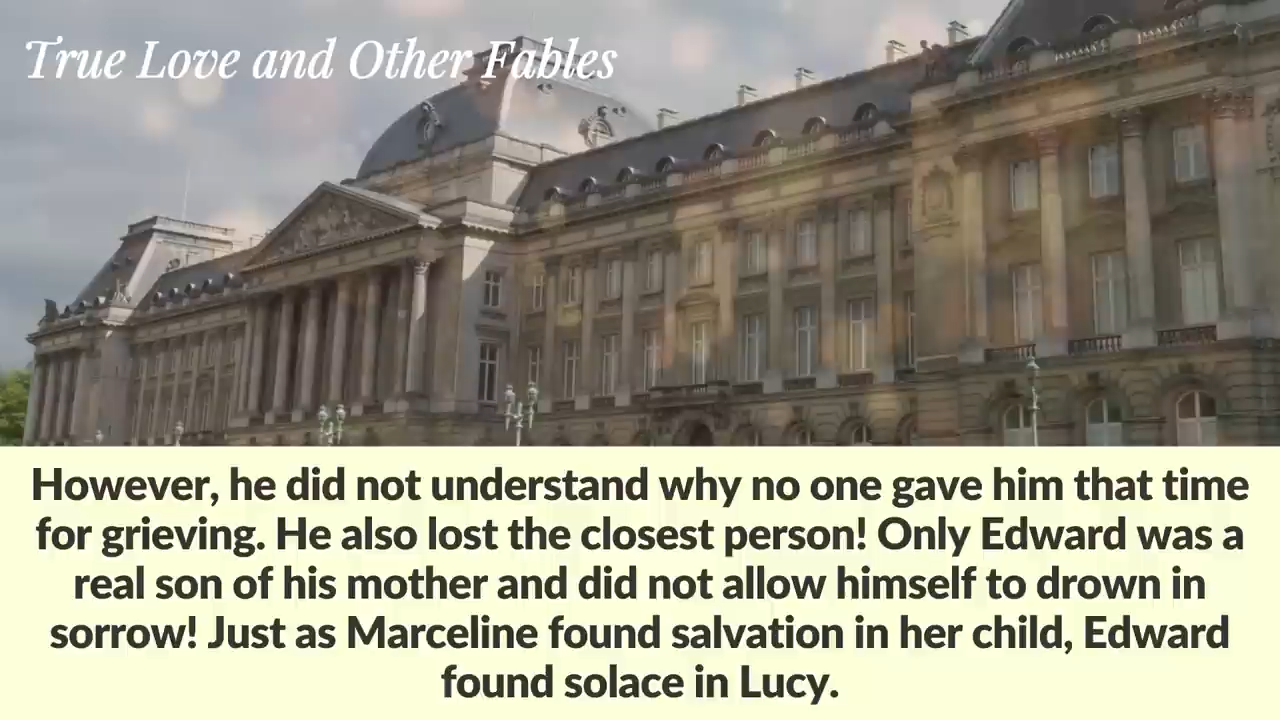 True Love and Other Fables
However, he did not understand why no one gave him that time
for grieving. He also lost the closest person! Only Edward was a
real son of his mother and did not allow himself to drown in
sorrow! Just as Marceline found salvation in her child, Edward
found solace in Lucy.